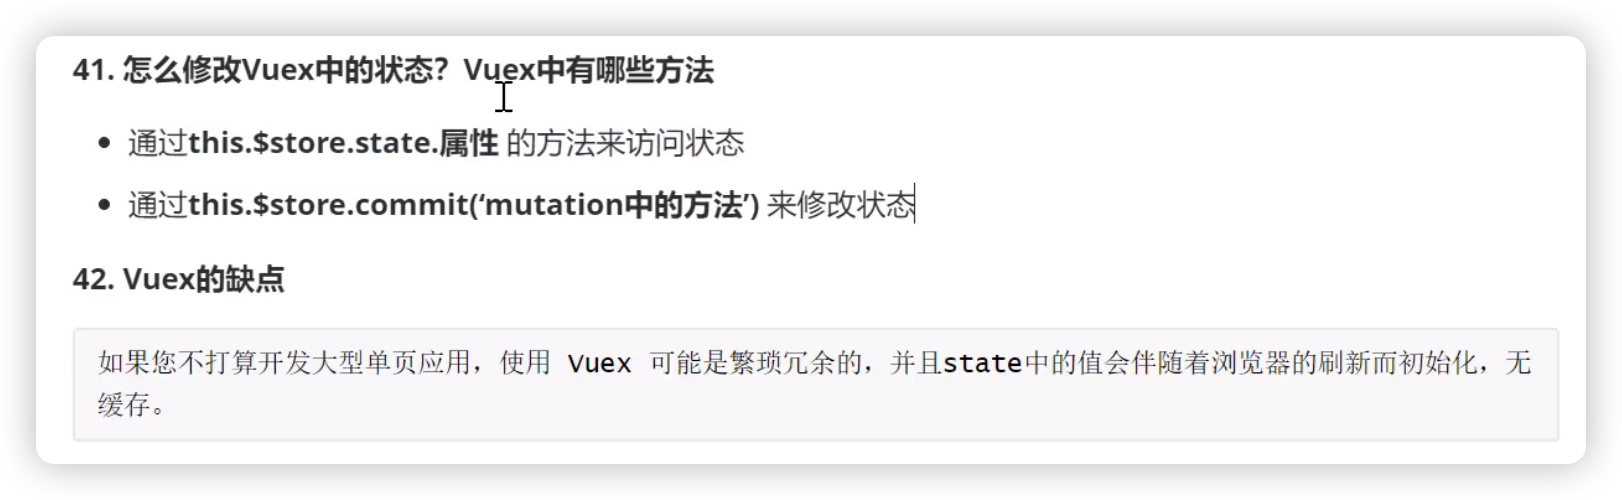 41. 怎么修改Vuex中的状态？Vuex中有哪些方法
• 通过this.$store.state.属性 的方法来访问状态
• 通过this.$store.commit(‘mutation中的方法’) 来修改状态
42. Vuex的缺点
如果您不打算开发大型单页应用，使用 Vuex 可能是繁琐冗余的，并且state中的值会伴随着浏览器的刷新而初始化，无
缓存。